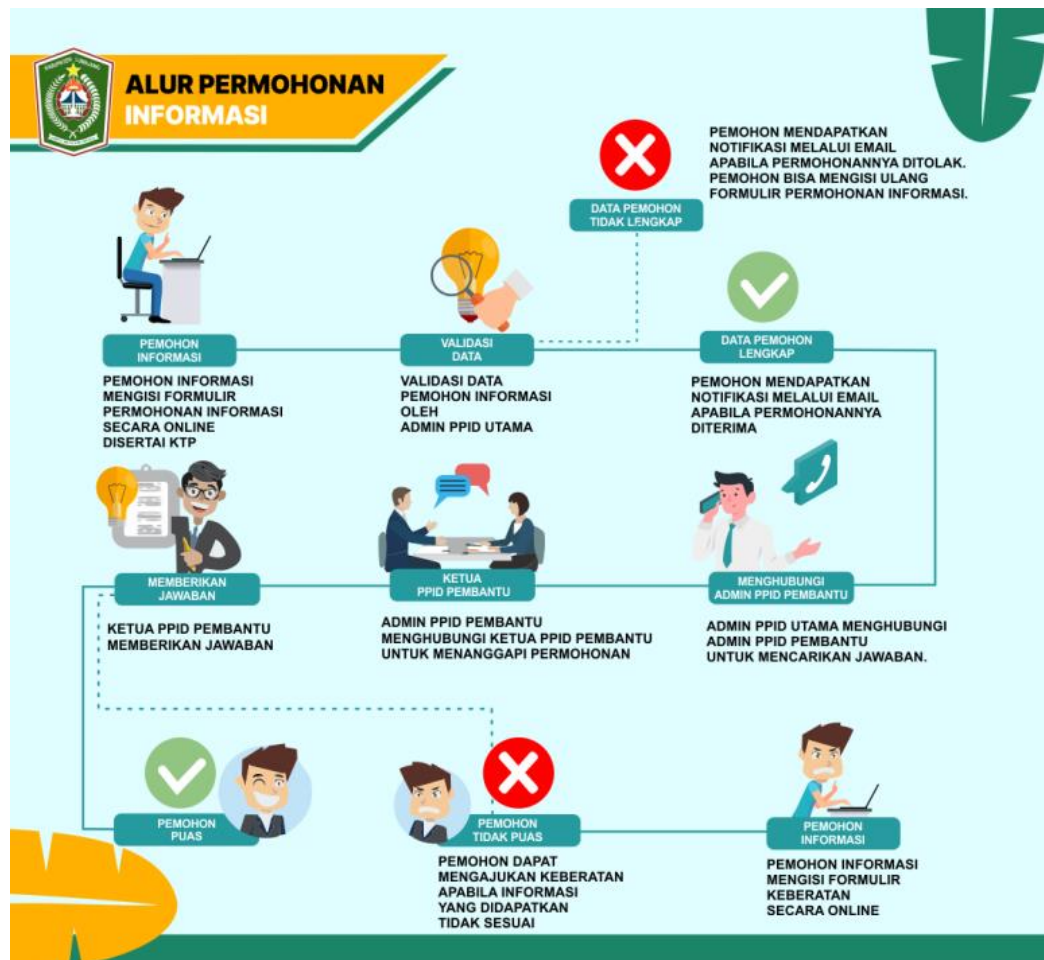 ALUR PERMOHONAN
INFORMASI
DATA PEMOHON
TIDAK LENGKAP
PEMOHON MENDAPATKAN
NOTIFIKASI MELALUI EMAIL
APABILA PERMOHONANNYA DITOLAK.
PEMOHON BISA MENGISI ULANG
FORMULIR PERMOHONAN INFORMASI.
PEMOHON
INFORMASI
PEMOHON INFORMASI
MENGISI FORMULIR
PERMOHONAN INFORMASI
SECARA ONLINE
DISERTAI KTP
VALIDASI
DATA
VALIDASI DATA
PEMOHON INFORMASI
OLEH
ADMIN PPID UTAMA
DATA PEMOHON
LENGKAP
PEMOHON MENDAPATKAN
NOTIFIKASI MELALUI EMAIL
APABILA PERMOHONANNYA
DITERIMA
MENGHUBUNGI
ADMIN PPID PEMBANTU
ADMIN PPID UTAMA MENGHUBUNGI
ADMIN PPID PEMBANTU
UNTUK MENCARIKAN JAWABAN.
KETUA
PPID PEMBANTU
ADMIN PPID PEMBANTU
MENGHUBUNGI KETUA PPID PEMBANTU
UNTUK MENANGGAPI PERMOHONAN
MEMBERIKAN
JAWABAN
KETUA PPID PEMBANTU
MEMBERIKAN JAWABAN
PEMOHON
PUAS
PEMOHON
TIDAK PUAS
PEMOHON DAPAT
MENGAJUKAN KEBERATAN
APABILA INFORMASI
YANG DIDAPATKAN
TIDAK SESUAI
PEMOHON
INFORMASI
PEMOHON INFORMASI
MENGISI FORMULIR
KEBERATAN
SECARA ONLINE